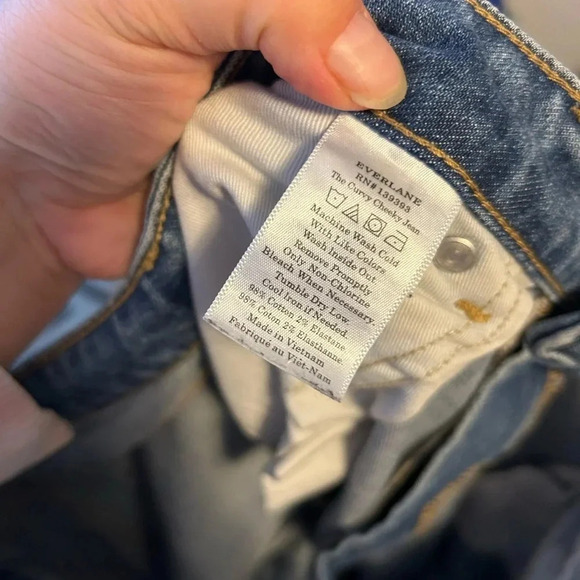 EVERLANE
RN# 139393
The Curvy Cheeky Jean
Machine Wash Cold
With Like Colors
Wash Inside Out
Remove Promptly
Only Non-Chlorine
Bleach When Necessary.
Tumble Dry Low
Cool Iron if Needed
98% Cotton 2% Elastane
98% Coton 2% Élasthanne
Made in Vietnam
Fabriqué au Viêt-Nam